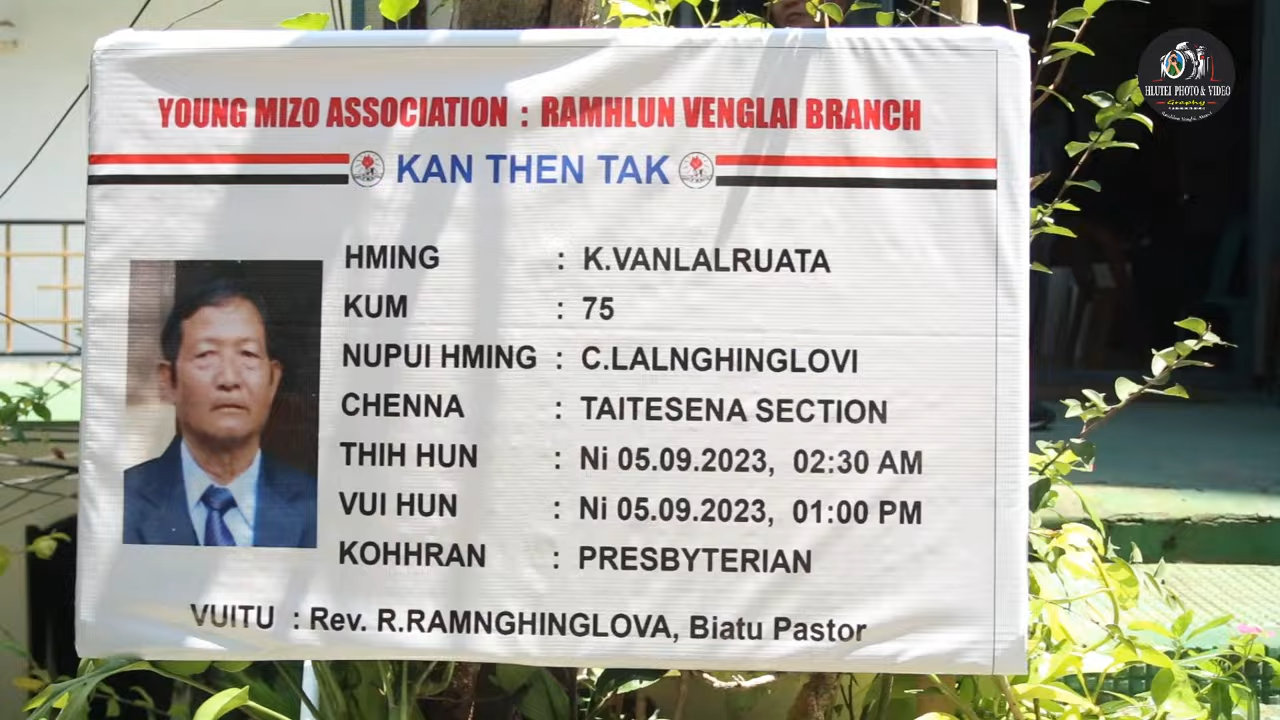 HLUTEI PHOTO & VIDEO
Graphy
YOUNG MIZO ASSOCIATION : RAMHLUN VENGLAI BRANCH
KAN THEN TAK
HMING : K.VANLALRUATA
KUM : 75
NUPUI HMING : C.LALNGHINGLOVI
CHENNA : TAITESENA SECTION
THIH HUN : Ni 05.09.2023, 02:30 AM
VUI HUN : Ni 05.09.2023, 01:00 PM
KOHHRAN : PRESBYTERIAN
VUITU : Rev. R.RAMNGHINGLOVA, Biatu Pastor